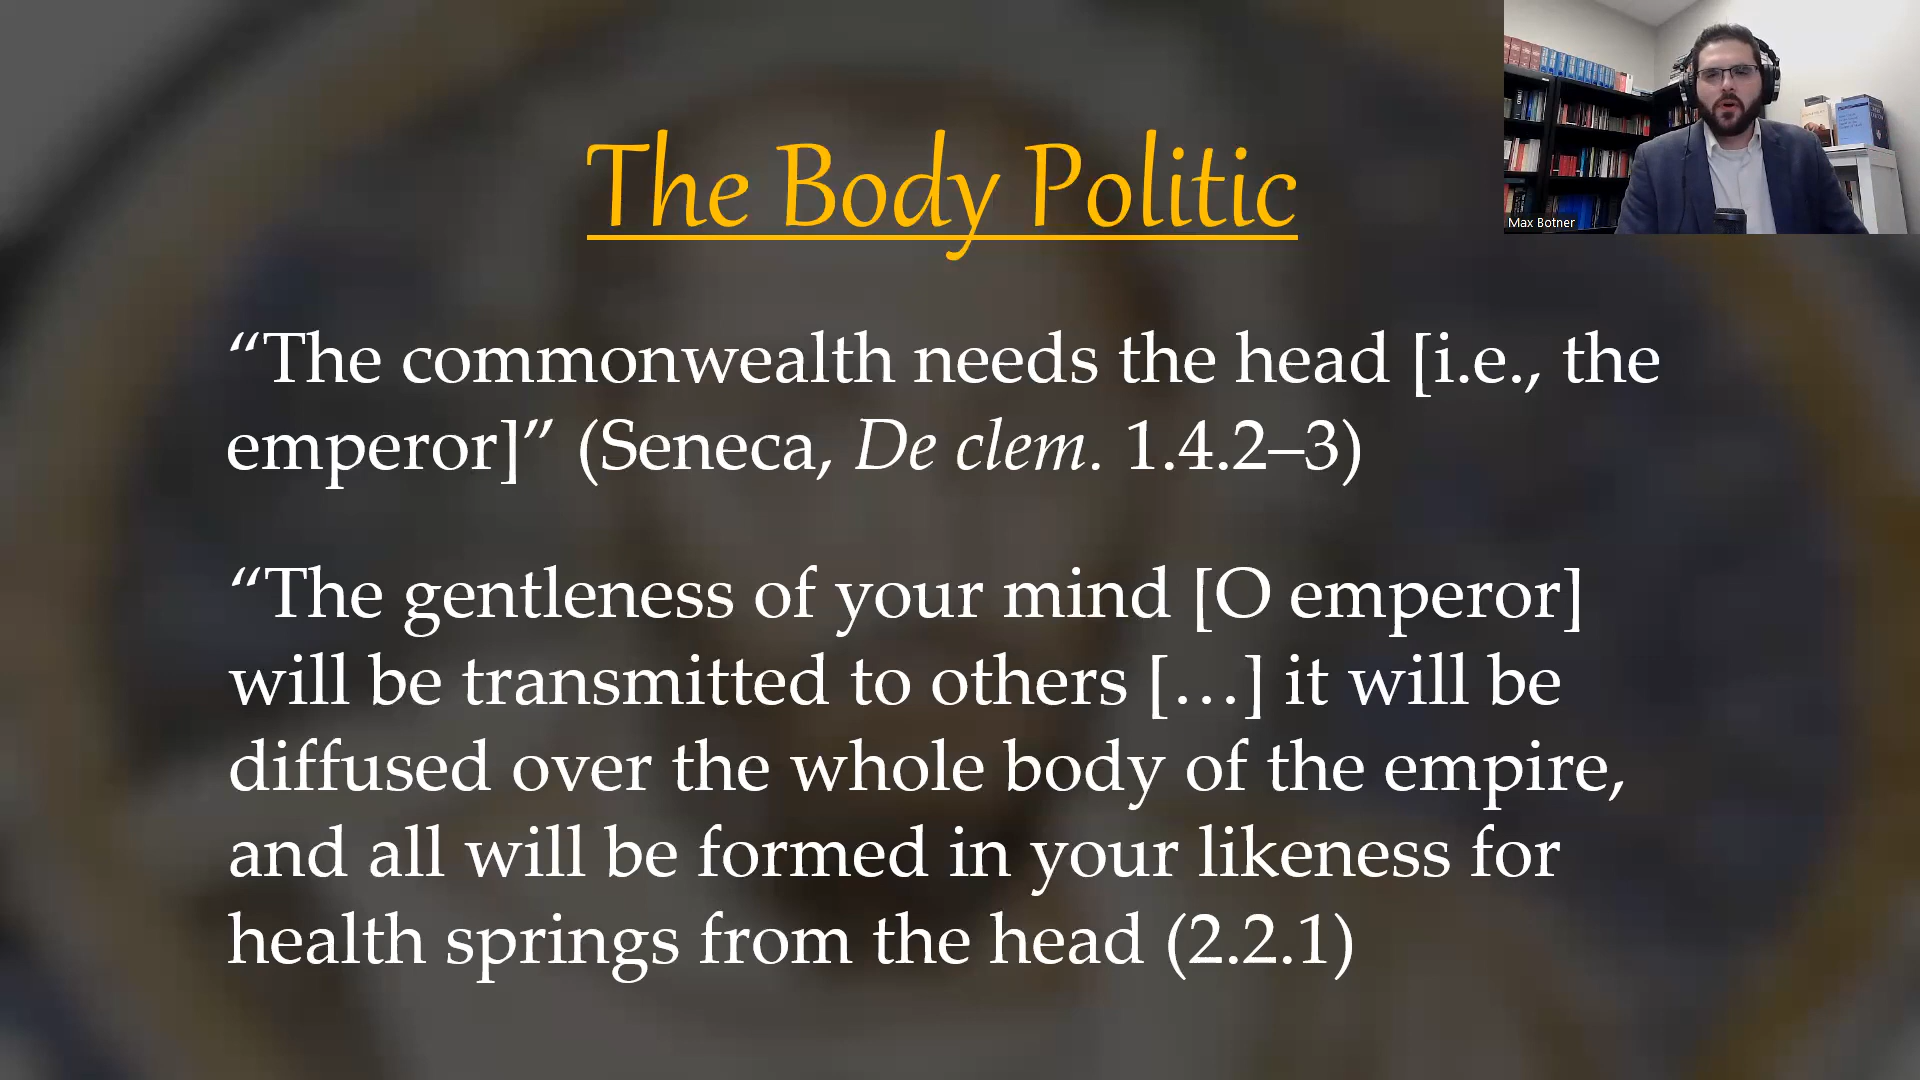 The Body Politic
Max Botner
“The commonwealth needs the head [i.e., the
emperor]” (Seneca, De clem. 1.4.2–3)
“The gentleness of your mind [O emperor]
will be transmitted to others […] it will be
diffused over the whole body of the empire,
and all will be formed in your likeness for
health springs from the head (2.2.1)